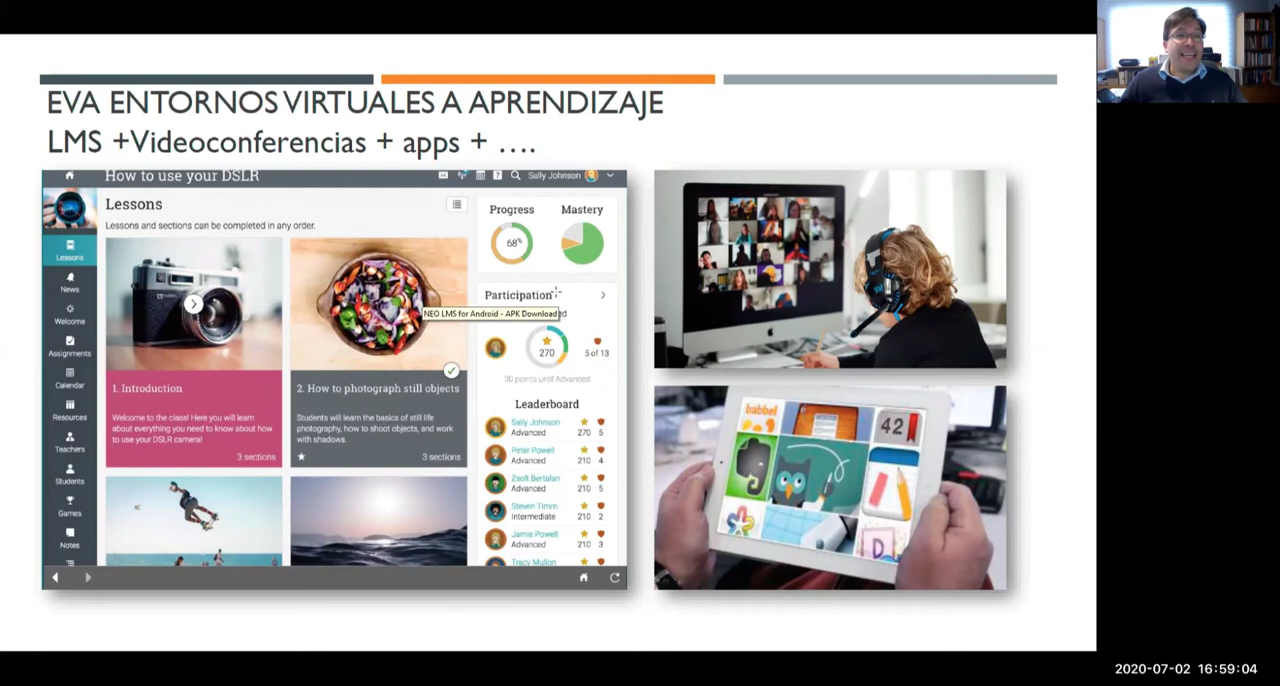 EVA ENTORNOS VIRTUALES A APRENDIZAJE
LMS +Videoconferencias + apps + ....
How to use your DSLR
Sally Johnson
Lessons
Lessons and sections can be completed in any order.
Progress
Mastery
68%
Lessons
News
Welcome
Assignments
Calendar
Resources
Teachers
Students
Games
Notes
Participation
NEO LMS for Android - APK Download
270
5 of 13
30 points until Advanced
1. Introduction
Welcome to the class! Here you will learn
about everything you need to know about how
to use your DSLR camera!
3 sections
2. How to photograph still objects
Students will learn the basics of still life
photography, how to shoot objects, and work
with shadows.
3 sections
Leaderboard
Sally Johnson
Advanced
270 5
Peter Powell
Advanced
210 4
Zsolt Bertalan
Advanced
210 5
Steven Timm
Intermediate
210 2
Jamie Powell
Advanced
210 3
Tracy Mullon
babbel
42
D
2020-07-02 16:59:04